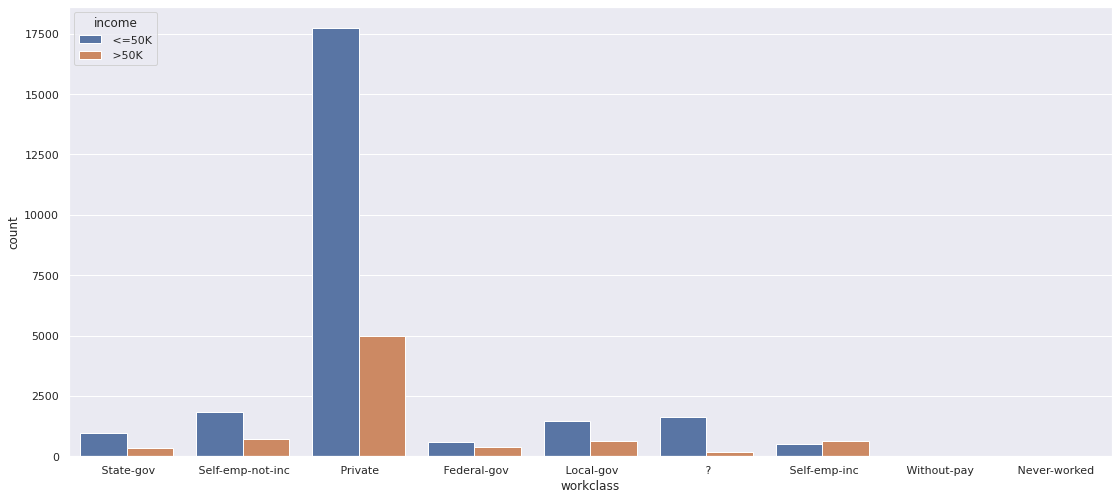 income
<=50K
>50K
17500
15000
12500
10000
7500
5000
2500
0
count
State-gov Self-emp-not-inc Private Federal-gov Local-gov ? Self-emp-inc Without-pay Never-worked
workclass